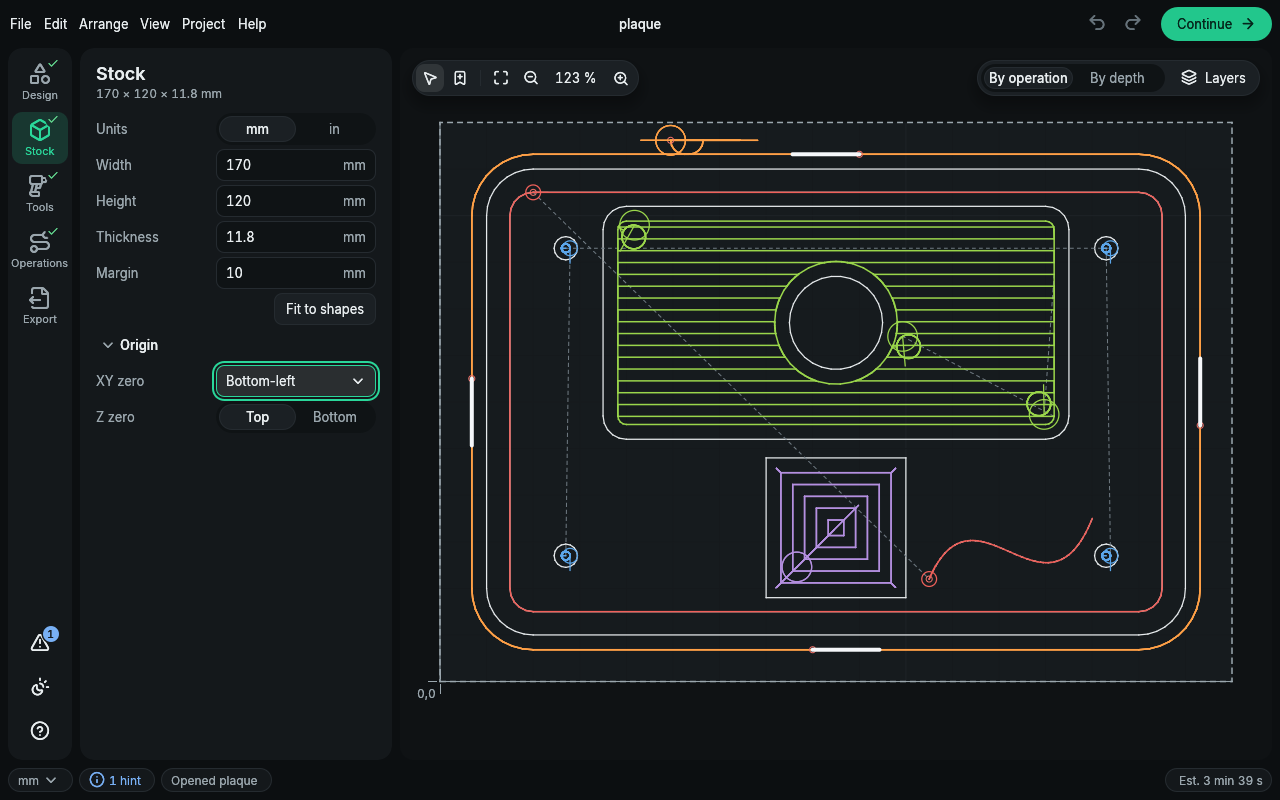 File Edit Arrange View Project Help
plaque
Continue
Design
Stock
Tools
Operations
Export
1
Stock
170 × 120 × 11.8 mm
Units mm in
Width 170 mm
Height 120 mm
Thickness 11.8 mm
Margin 10 mm
Fit to shapes
Origin
XY zero Bottom-left
Z zero Top Bottom
123 %
By operation By depth Layers
0,0
mm
1 hint
Opened plaque
Est. 3 min 39 s